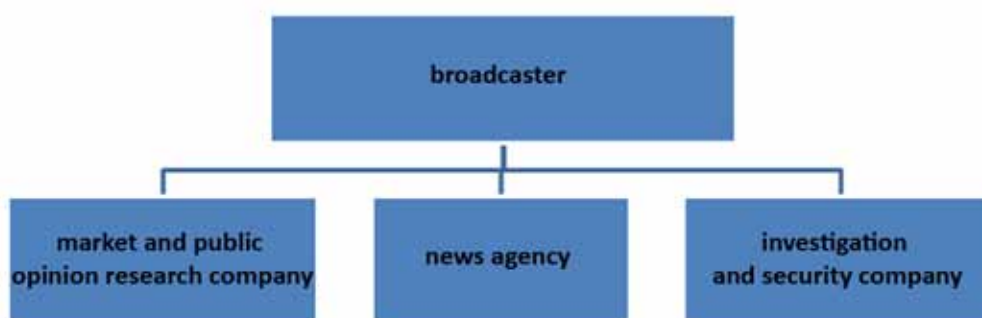 broadcaster
market and public
opinion research company
news agency
investigation
and security company